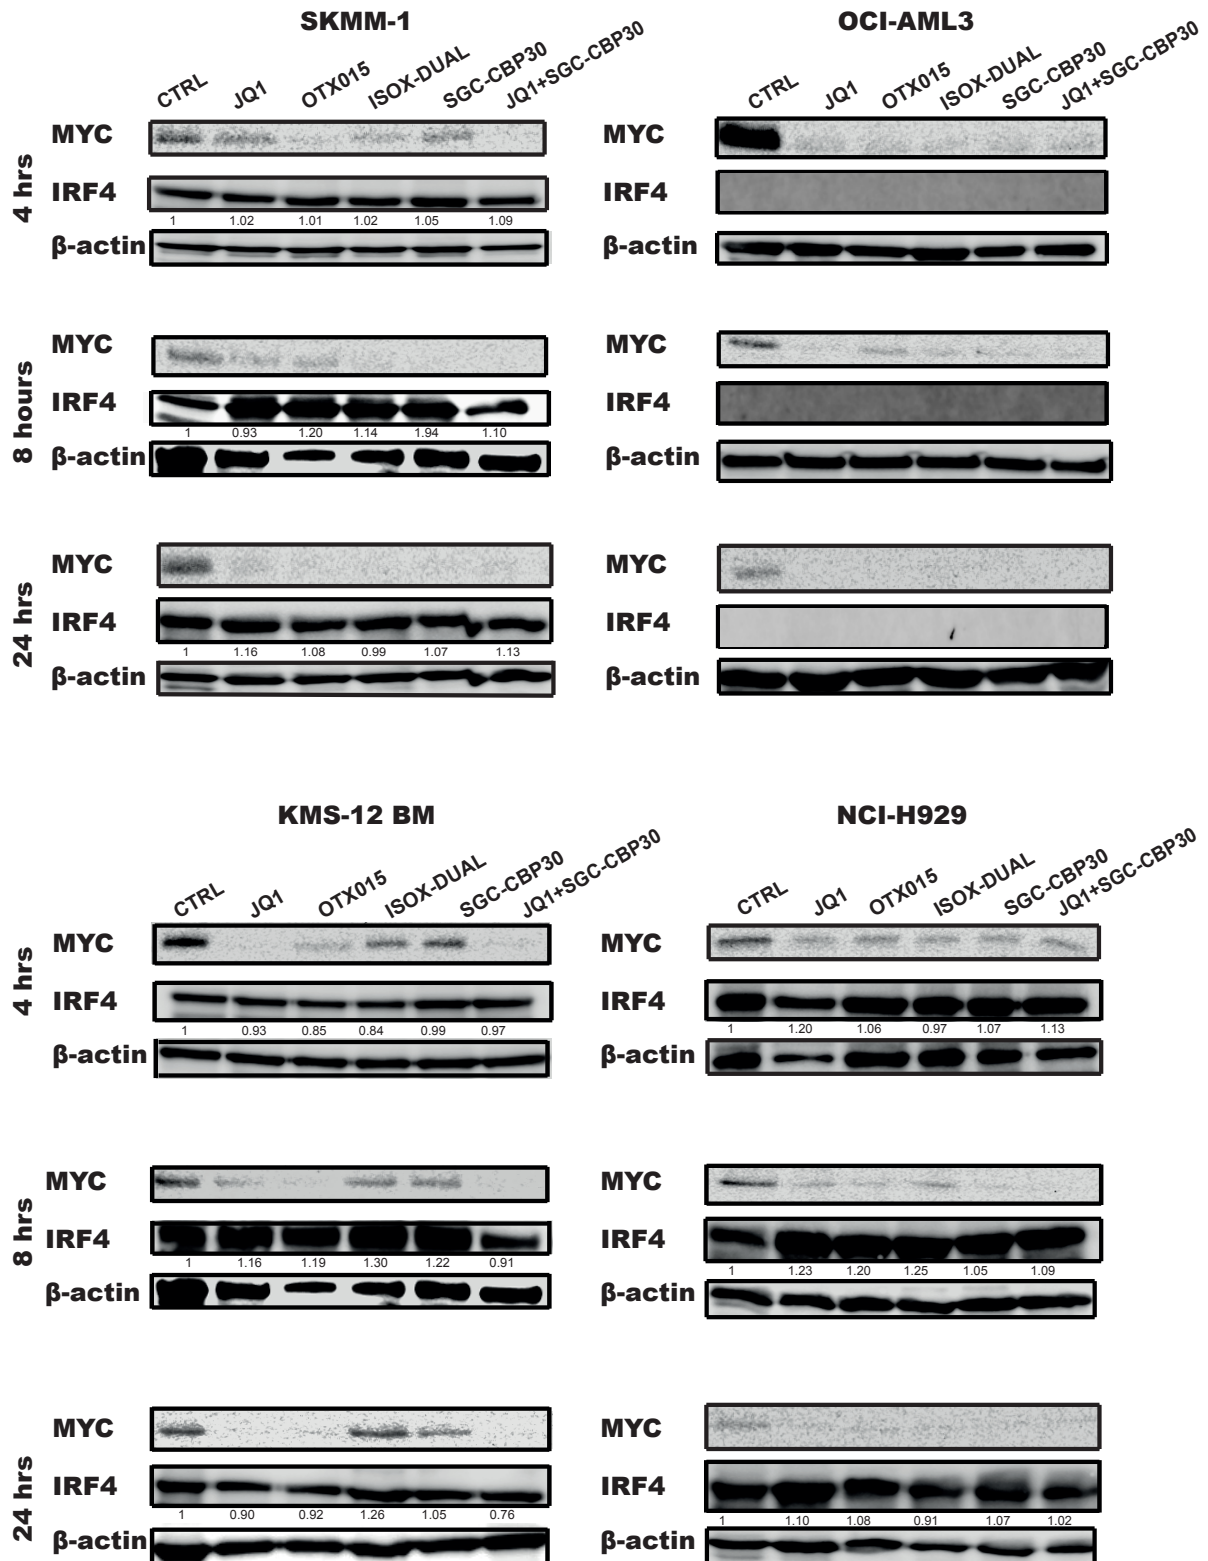 SKMM-1
CTRL JQ1 OTX015 ISOX-DUAL SGC-CBP30 JQ1+SGC-CBP30
4 hrs
MYC
IRF4
1 1.02 1.01 1.02 1.05 1.09
β-actin
8 hours
MYC
IRF4
1 0.93 1.20 1.14 1.94 1.10
β-actin
24 hrs
MYC
IRF4
1 1.16 1.08 0.99 1.07 1.13
β-actin
OCI-AML3
CTRL JQ1 OTX015 ISOX-DUAL SGC-CBP30 JQ1+SGC-CBP30
MYC
IRF4
β-actin
MYC
IRF4
β-actin
MYC
IRF4
β-actin
KMS-12 BM
CTRL JQ1 OTX015 ISOX-DUAL SGC-CBP30 JQ1+SGC-CBP30
4 hrs
MYC
IRF4
1 0.93 0.85 0.84 0.99 0.97
β-actin
8 hrs
MYC
IRF4
1 1.16 1.19 1.30 1.22 0.91
β-actin
24 hrs
MYC
IRF4
1 0.90 0.92 1.26 1.05 0.76
β-actin
NCI-H929
CTRL JQ1 OTX015 ISOX-DUAL SGC-CBP30 JQ1+SGC-CBP30
MYC
IRF4
1 1.20 1.06 0.97 1.07 1.13
β-actin
MYC
IRF4
1 1.23 1.20 1.25 1.05 1.09
β-actin
MYC
IRF4
1 1.10 1.08 0.91 1.07 1.02
β-actin